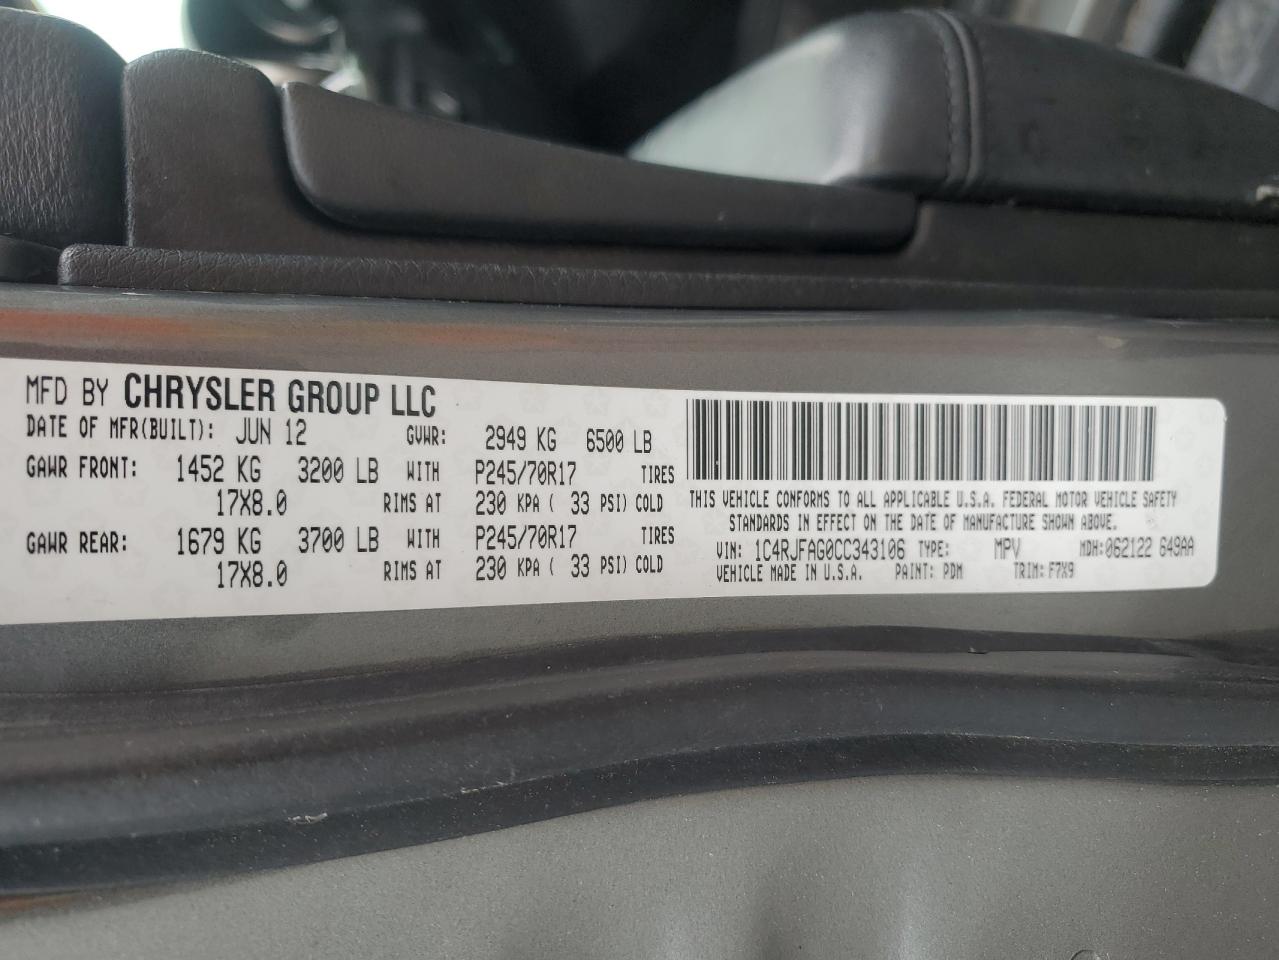 MFD BY CHRYSLER GROUP LLC
DATE OF MFR(BUILT): JUN 12 GVWR: 2949 KG 6500 LB
GAWR FRONT: 1452 KG 3200 LB WITH P245/70R17 TIRES
17X8.0 RIMS AT 230 KPA ( 33 PSI) COLD
GAWR REAR: 1679 KG 3700 LB WITH P245/70R17 TIRES
17X8.0 RIMS AT 230 KPA ( 33 PSI) COLD
THIS VEHICLE CONFORMS TO ALL APPLICABLE U.S.A. FEDERAL MOTOR VEHICLE SAFETY
STANDARDS IN EFFECT ON THE DATE OF MANUFACTURE SHOWN ABOVE.
VIN: 1C4RJFAG0CC343106 TYPE: MPV MDH: 062122 649AA
VEHICLE MADE IN U.S.A. PAINT: PDM TRIM: F7X9